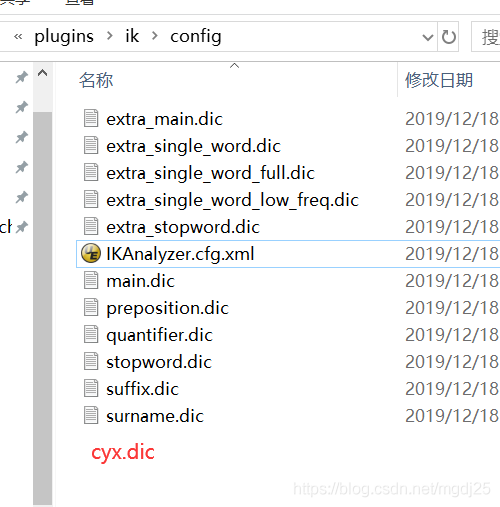 共享 查看
« plugins > ik > config 搜
名称 修改日期
extra_main.dic 2019/12/18
extra_single_word.dic 2019/12/18
extra_single_word_full.dic 2019/12/18
extra_single_word_low_freq.dic 2019/12/18
extra_stopword.dic 2019/12/18
IKAnalyzer.cfg.xml 2019/12/18
main.dic 2019/12/18
preposition.dic 2019/12/18
quantifier.dic 2019/12/18
stopword.dic 2019/12/18
suffix.dic 2019/12/18
surname.dic 2019/12/18
cyx.dic
https://blog.csdn.net/mgdj25